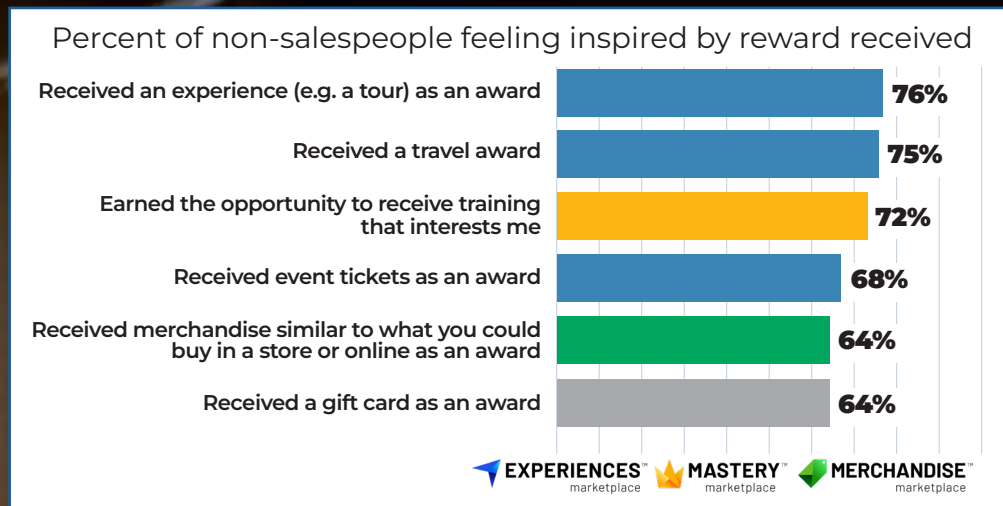 Percent of non-salespeople feeling inspired by reward received
Received an experience (e.g. a tour) as an award
76%
Received a travel award
75%
Earned the opportunity to receive training
that interests me
72%
Received event tickets as an award
68%
Received merchandise similar to what you could
buy in a store or online as an award
64%
Received a gift card as an award
64%
EXPERIENCES™
marketplace
MASTERY™
marketplace
MERCHANDISE™
marketplace